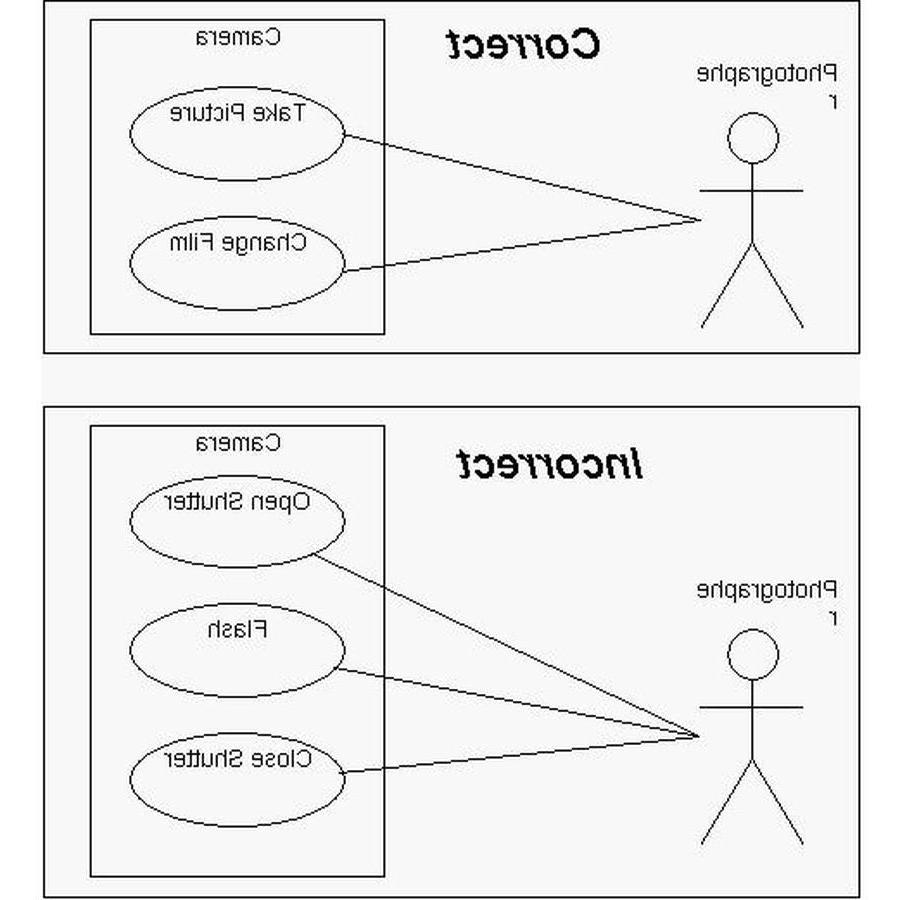 Correct
Camera
Photographe
r
Take Picture
Change Film
Incorrect
Camera
Open Shutter
Photographe
r
Flash
Close Shutter